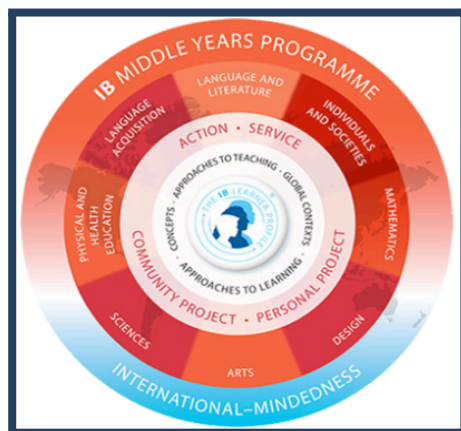 IB MIDDLE YEARS PROGRAMME
LANGUAGE AND
LITERATURE
INDIVIDUALS
AND SOCIETIES
MATHEMATICS
DESIGN
ARTS
SCIENCES
PHYSICAL AND
HEALTH
EDUCATION
LANGUAGE
ACQUISITION
ACTION • SERVICE
COMMUNITY PROJECT • PERSONAL PROJECT
CONCEPTS · APPROACHES TO TEACHING · GLOBAL CONTEXTS ·
APPROACHES TO LEARNING ·
THE IB LEARNER PROFILE
®
INTERNATIONAL–MINDEDNESS